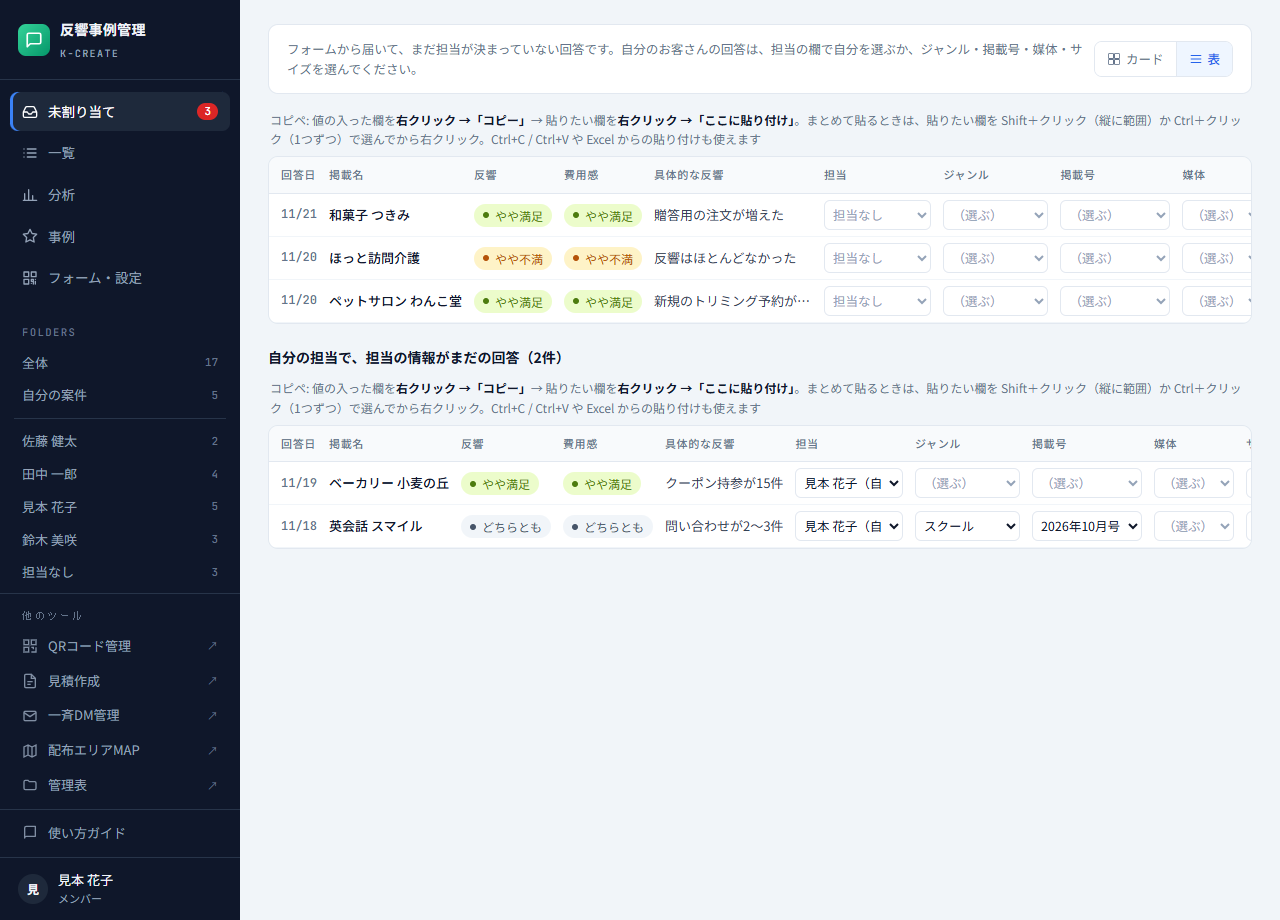 反響事例管理
K-CREATE
未割り当て 3
一覧
分析
事例
フォーム・設定
FOLDERS
全体 17
自分の案件 5
佐藤 健太 2
田中 一郎 4
見本 花子 5
鈴木 美咲 3
担当なし 3
他のツール
QRコード管理 ↗
見積作成 ↗
一斉DM管理 ↗
配布エリアMAP ↗
管理表 ↗
使い方ガイド
見 見本 花子
メンバー
フォームから届いて、まだ担当が決まっていない回答です。自分のお客さんの回答は、担当の欄で自分を選ぶか、ジャンル・掲載号・媒体・サ
イズを選んでください。
カード 表
コピペ: 値の入った欄を右クリック →「コピー」→ 貼りたい欄を右クリック →「ここに貼り付け」。まとめて貼るときは、貼りたい欄を Shift＋クリック（縦に範囲）か Ctrl＋クリッ
ク（1つずつ）で選んでから右クリック。Ctrl+C / Ctrl+V や Excel からの貼り付けも使えます
回答日 掲載名 反響 費用感 具体的な反響 担当 ジャンル 掲載号 媒体
11/21 和菓子 つきみ やや満足 やや満足 贈答用の注文が増えた 担当なし （選ぶ） （選ぶ） （選ぶ）
11/20 ほっと訪問介護 やや不満 やや不満 反響はほとんどなかった 担当なし （選ぶ） （選ぶ） （選ぶ）
11/20 ペットサロン わんこ堂 やや満足 やや満足 新規のトリミング予約が… 担当なし （選ぶ） （選ぶ） （選ぶ）
自分の担当で、担当の情報がまだの回答（2件）
コピペ: 値の入った欄を右クリック →「コピー」→ 貼りたい欄を右クリック →「ここに貼り付け」。まとめて貼るときは、貼りたい欄を Shift＋クリック（縦に範囲）か Ctrl＋クリッ
ク（1つずつ）で選んでから右クリック。Ctrl+C / Ctrl+V や Excel からの貼り付けも使えます
回答日 掲載名 反響 費用感 具体的な反響 担当 ジャンル 掲載号 媒体
11/19 ベーカリー 小麦の丘 やや満足 やや満足 クーポン持参が15件 見本 花子（自 （選ぶ） （選ぶ） （選ぶ）
11/18 英会話 スマイル どちらとも どちらとも 問い合わせが2〜3件 見本 花子（自 スクール 2026年10月号 （選ぶ）